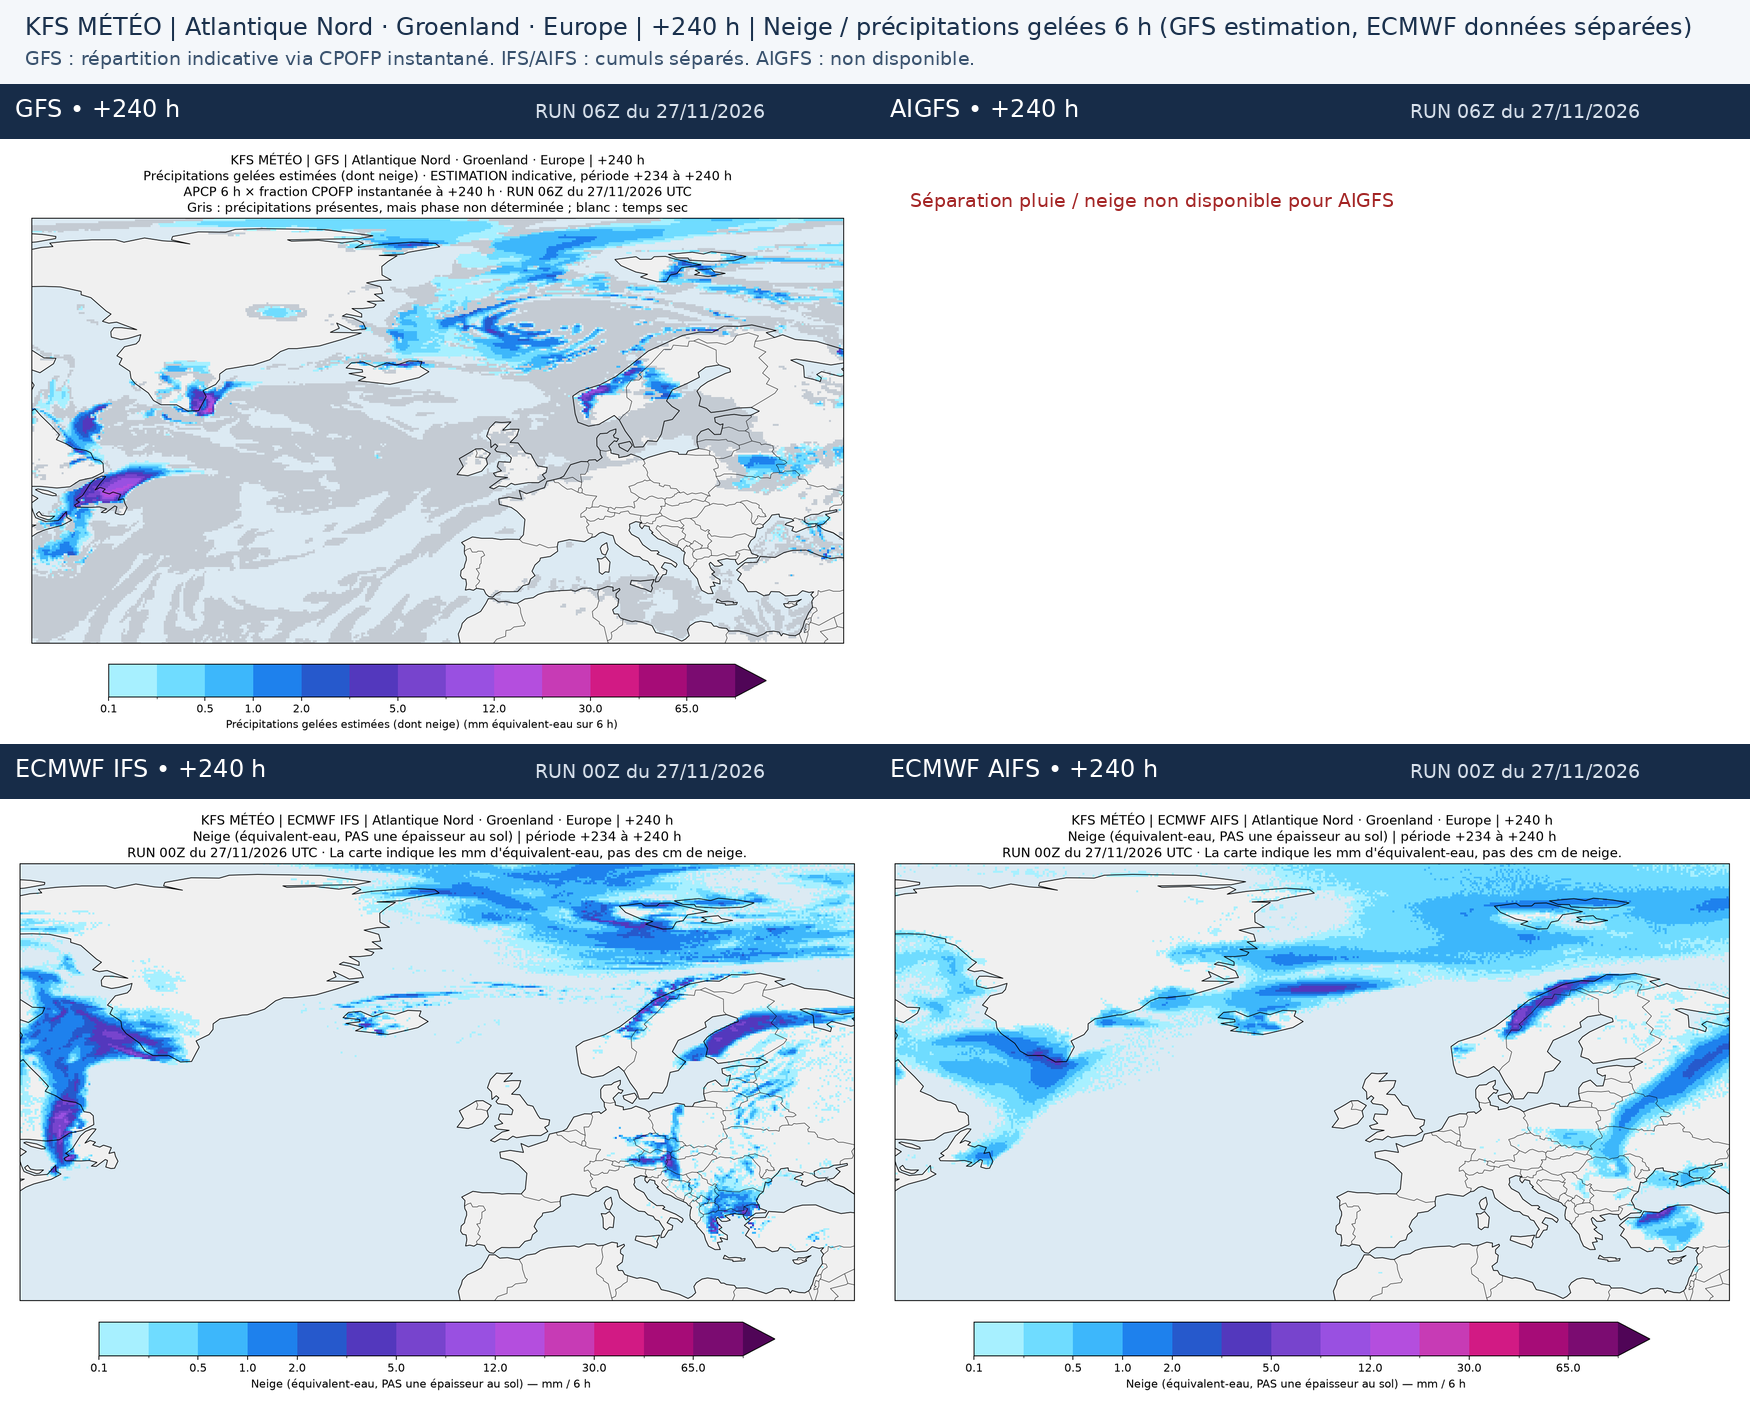 KFS MÉTÉO | Atlantique Nord · Groenland · Europe | +240 h | Neige / précipitations gelées 6 h (GFS estimation, ECMWF données séparées)
GFS : répartition indicative via CPOFP instantané. IFS/AIFS : cumuls séparés. AIGFS : non disponible.
GFS • +240 h
RUN 06Z du 27/11/2026
AIGFS • +240 h
RUN 06Z du 27/11/2026
KFS MÉTÉO | GFS | Atlantique Nord · Groenland · Europe | +240 h
Précipitations gelées estimées (dont neige) · ESTIMATION indicative, période +234 à +240 h
APCP 6 h × fraction CPOFP instantanée à +240 h · RUN 06Z du 27/11/2026 UTC
Gris : précipitations présentes, mais phase non déterminée ; blanc : temps sec
Séparation pluie / neige non disponible pour AIGFS
0.1 0.5 1.0 2.0 5.0 12.0 30.0 65.0
Précipitations gelées estimées (dont neige) (mm équivalent-eau sur 6 h)
ECMWF IFS • +240 h
RUN 00Z du 27/11/2026
ECMWF AIFS • +240 h
RUN 00Z du 27/11/2026
KFS MÉTÉO | ECMWF IFS | Atlantique Nord · Groenland · Europe | +240 h
Neige (équivalent-eau, PAS une épaisseur au sol) | période +234 à +240 h
RUN 00Z du 27/11/2026 UTC · La carte indique les mm d'équivalent-eau, pas des cm de neige.
0.1 0.5 1.0 2.0 5.0 12.0 30.0 65.0
Neige (équivalent-eau, PAS une épaisseur au sol) — mm / 6 h
KFS MÉTÉO | ECMWF AIFS | Atlantique Nord · Groenland · Europe | +240 h
Neige (équivalent-eau, PAS une épaisseur au sol) | période +234 à +240 h
RUN 00Z du 27/11/2026 UTC · La carte indique les mm d'équivalent-eau, pas des cm de neige.
0.1 0.5 1.0 2.0 5.0 12.0 30.0 65.0
Neige (équivalent-eau, PAS une épaisseur au sol) — mm / 6 h